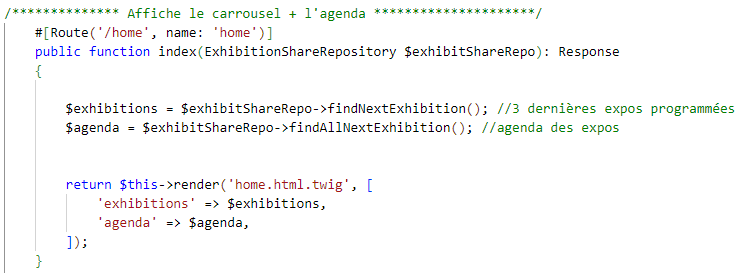 /************** Affiche le carrousel + l'agenda *********************/
#[Route('/home', name: 'home')]
public function index(ExhibitionShareRepository $exhibitShareRepo): Response
{
$exhibitions = $exhibitShareRepo->findNextExhibition(); //3 dernières expos programmées
$agenda = $exhibitShareRepo->findAllNextExhibition(); //agenda des expos
return $this->render('home.html.twig', [
'exhibitions' => $exhibitions,
'agenda' => $agenda,
]);
}